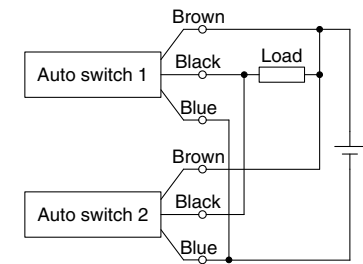 Brown
Black
Load
Auto switch 1
Blue
Brown
Black
Auto switch 2
Blue